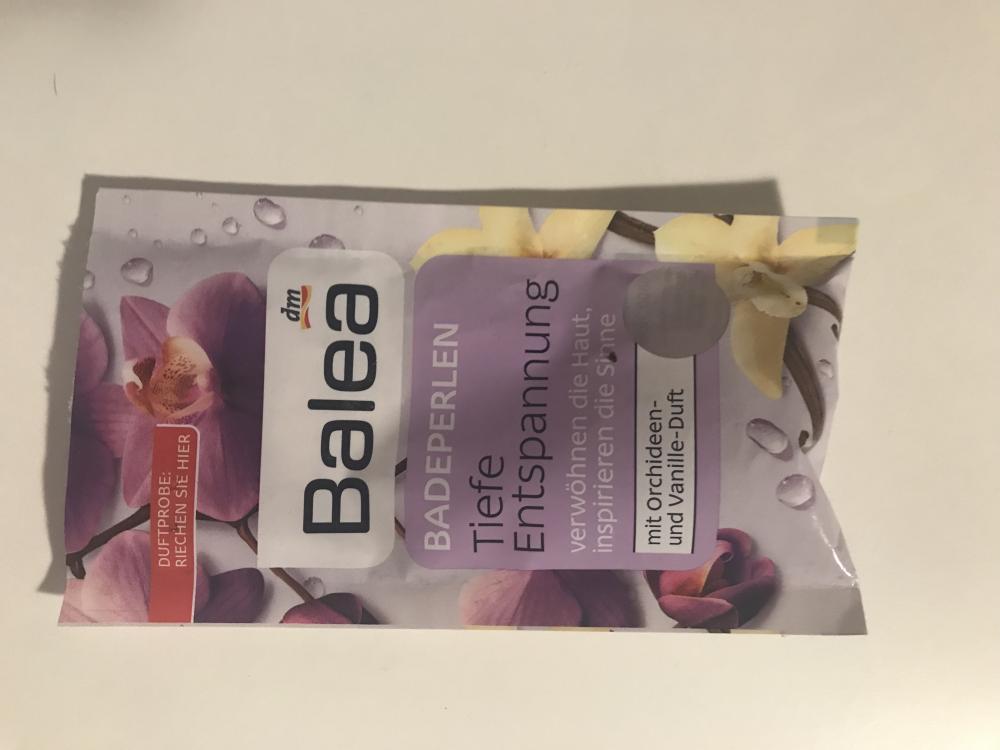 DUFTPROBE:
RIECHEN SIE HIER
dm
Balea
BADEPERLEN
Tiefe
Entspannung
verwöhnen die Haut,
inspirieren die Sinne
mit Orchideen-
und Vanille-Duft